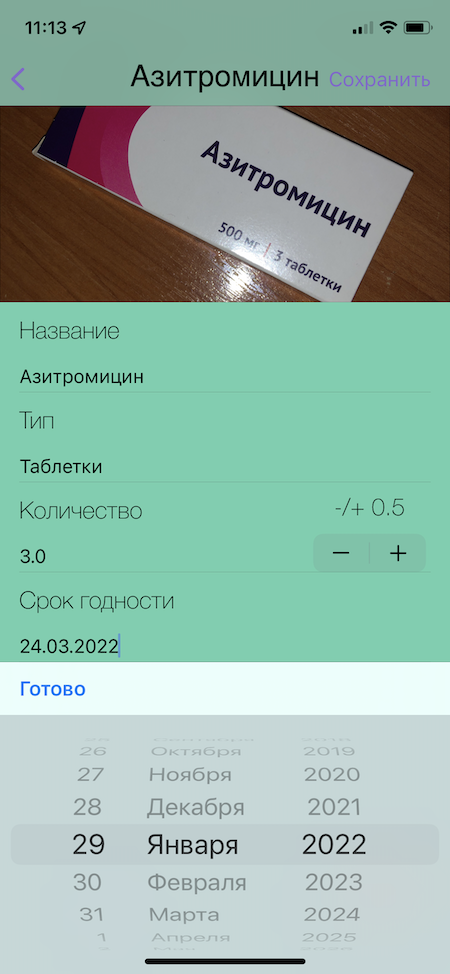 11:13
Азитромицин Сохранить
Азитромицин
500 мг 3 таблетки
Название
Азитромицин
Тип
Таблетки
Количество -/+ 0.5
3.0 − +
Срок годности
24.03.2022
Готово
26 Октября 2019
27 Ноября 2020
28 Декабря 2021
29 Января 2022
30 Февраля 2023
31 Марта 2024
1 Апреля 2025